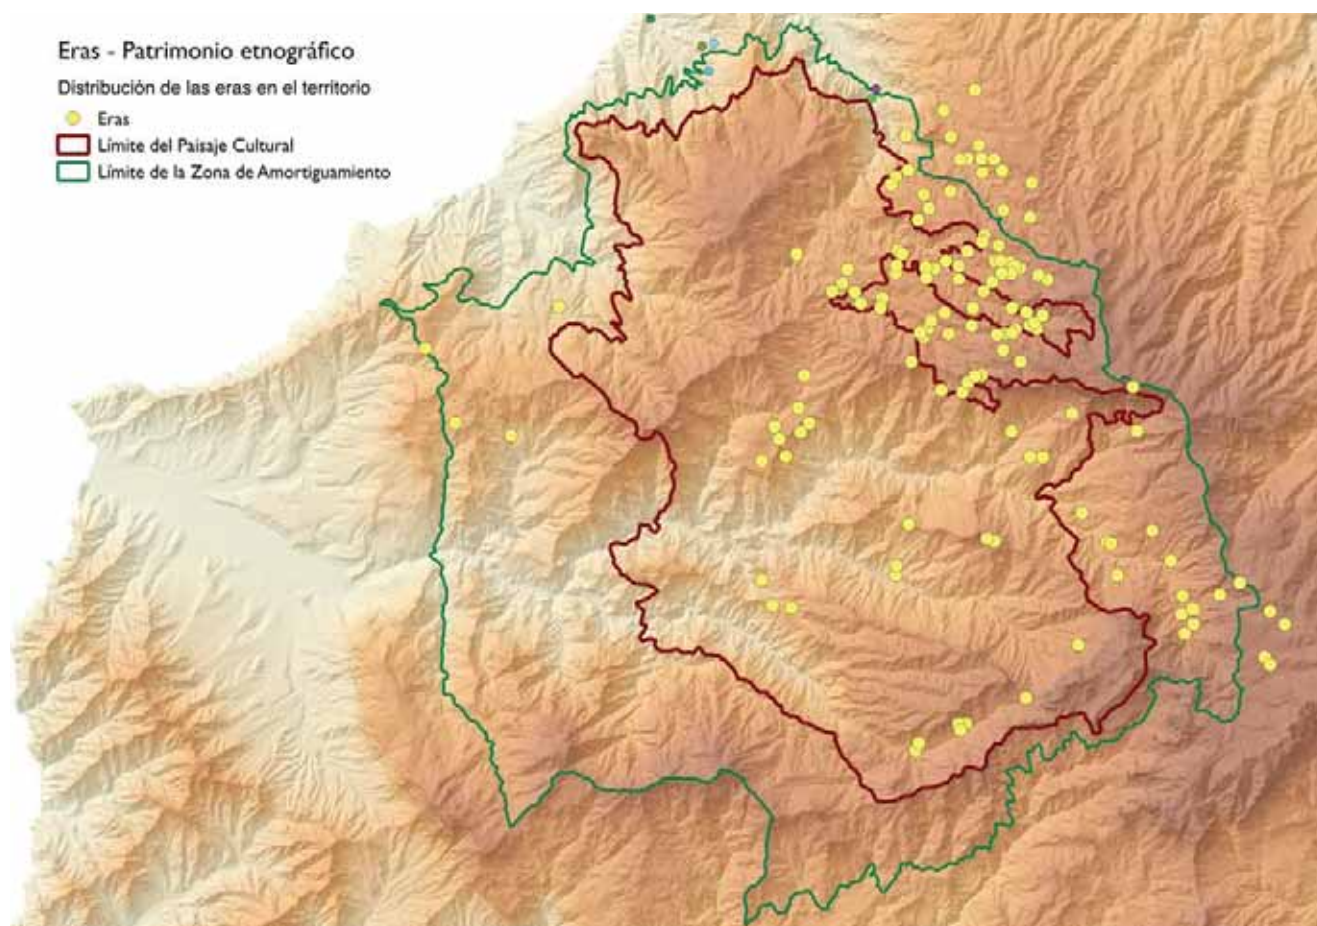 Eras - Patrimonio etnográfico
Distribución de las eras en el territorio
Eras
Límite del Paisaje Cultural
Límite de la Zona de Amortiguamiento